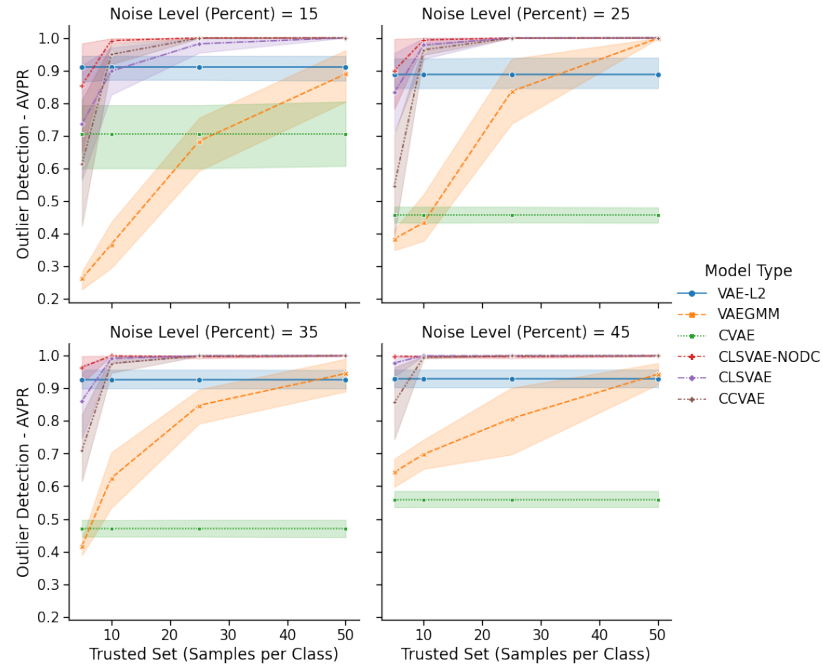 Noise Level (Percent) = 15
Noise Level (Percent) = 25
Outlier Detection - AVPR
1.0
0.9
0.8
0.7
0.6
0.5
0.4
0.3
0.2
Model Type
VAE-L2
VAEGMM
CVAE
CLSVAE-NODC
CLSVAE
CCVAE
Noise Level (Percent) = 35
Noise Level (Percent) = 45
Outlier Detection - AVPR
1.0
0.9
0.8
0.7
0.6
0.5
0.4
0.3
0.2
10 20 30 40 50
10 20 30 40 50
Trusted Set (Samples per Class)
Trusted Set (Samples per Class)